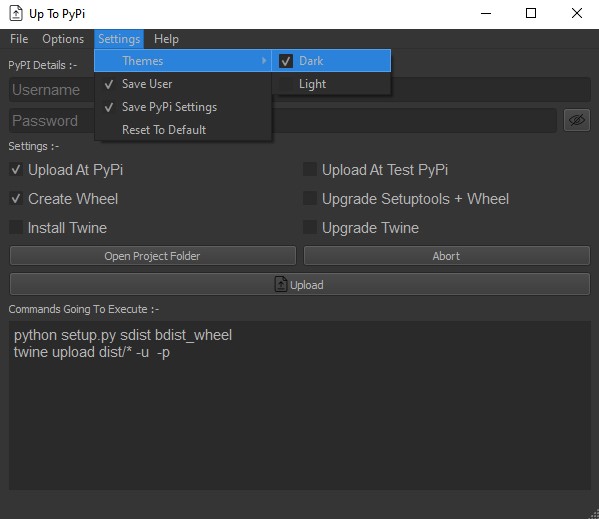 Up To PyPi
File Options Settings Help
PyPI Details :-
Themes
Dark
Username
Save User
Light
Save PyPi Settings
Password
Reset To Default
Settings :-
Upload At PyPi
Upload At Test PyPi
Create Wheel
Upgrade Setuptools + Wheel
Install Twine
Upgrade Twine
Open Project Folder
Abort
Upload
Commands Going To Execute :-
python setup.py sdist bdist_wheel
twine upload dist/* -u  -p